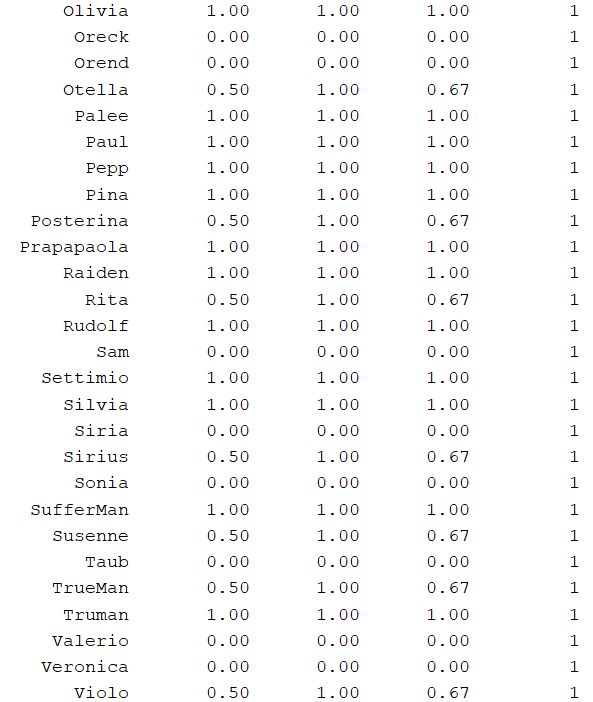 Olivia 1.00 1.00 1.00 1
Oreck 0.00 0.00 0.00 1
Orend 0.00 0.00 0.00 1
Otella 0.50 1.00 0.67 1
Palee 1.00 1.00 1.00 1
Paul 1.00 1.00 1.00 1
Pepp 1.00 1.00 1.00 1
Pina 1.00 1.00 1.00 1
Posterina 0.50 1.00 0.67 1
Prapapaola 1.00 1.00 1.00 1
Raiden 1.00 1.00 1.00 1
Rita 0.50 1.00 0.67 1
Rudolf 1.00 1.00 1.00 1
Sam 0.00 0.00 0.00 1
Settimio 1.00 1.00 1.00 1
Silvia 1.00 1.00 1.00 1
Siria 0.00 0.00 0.00 1
Sirius 0.50 1.00 0.67 1
Sonia 0.00 0.00 0.00 1
SufferMan 1.00 1.00 1.00 1
Susenne 0.50 1.00 0.67 1
Taub 0.00 0.00 0.00 1
TrueMan 0.50 1.00 0.67 1
Truman 1.00 1.00 1.00 1
Valerio 0.00 0.00 0.00 1
Veronica 0.00 0.00 0.00 1
Violo 0.50 1.00 0.67 1